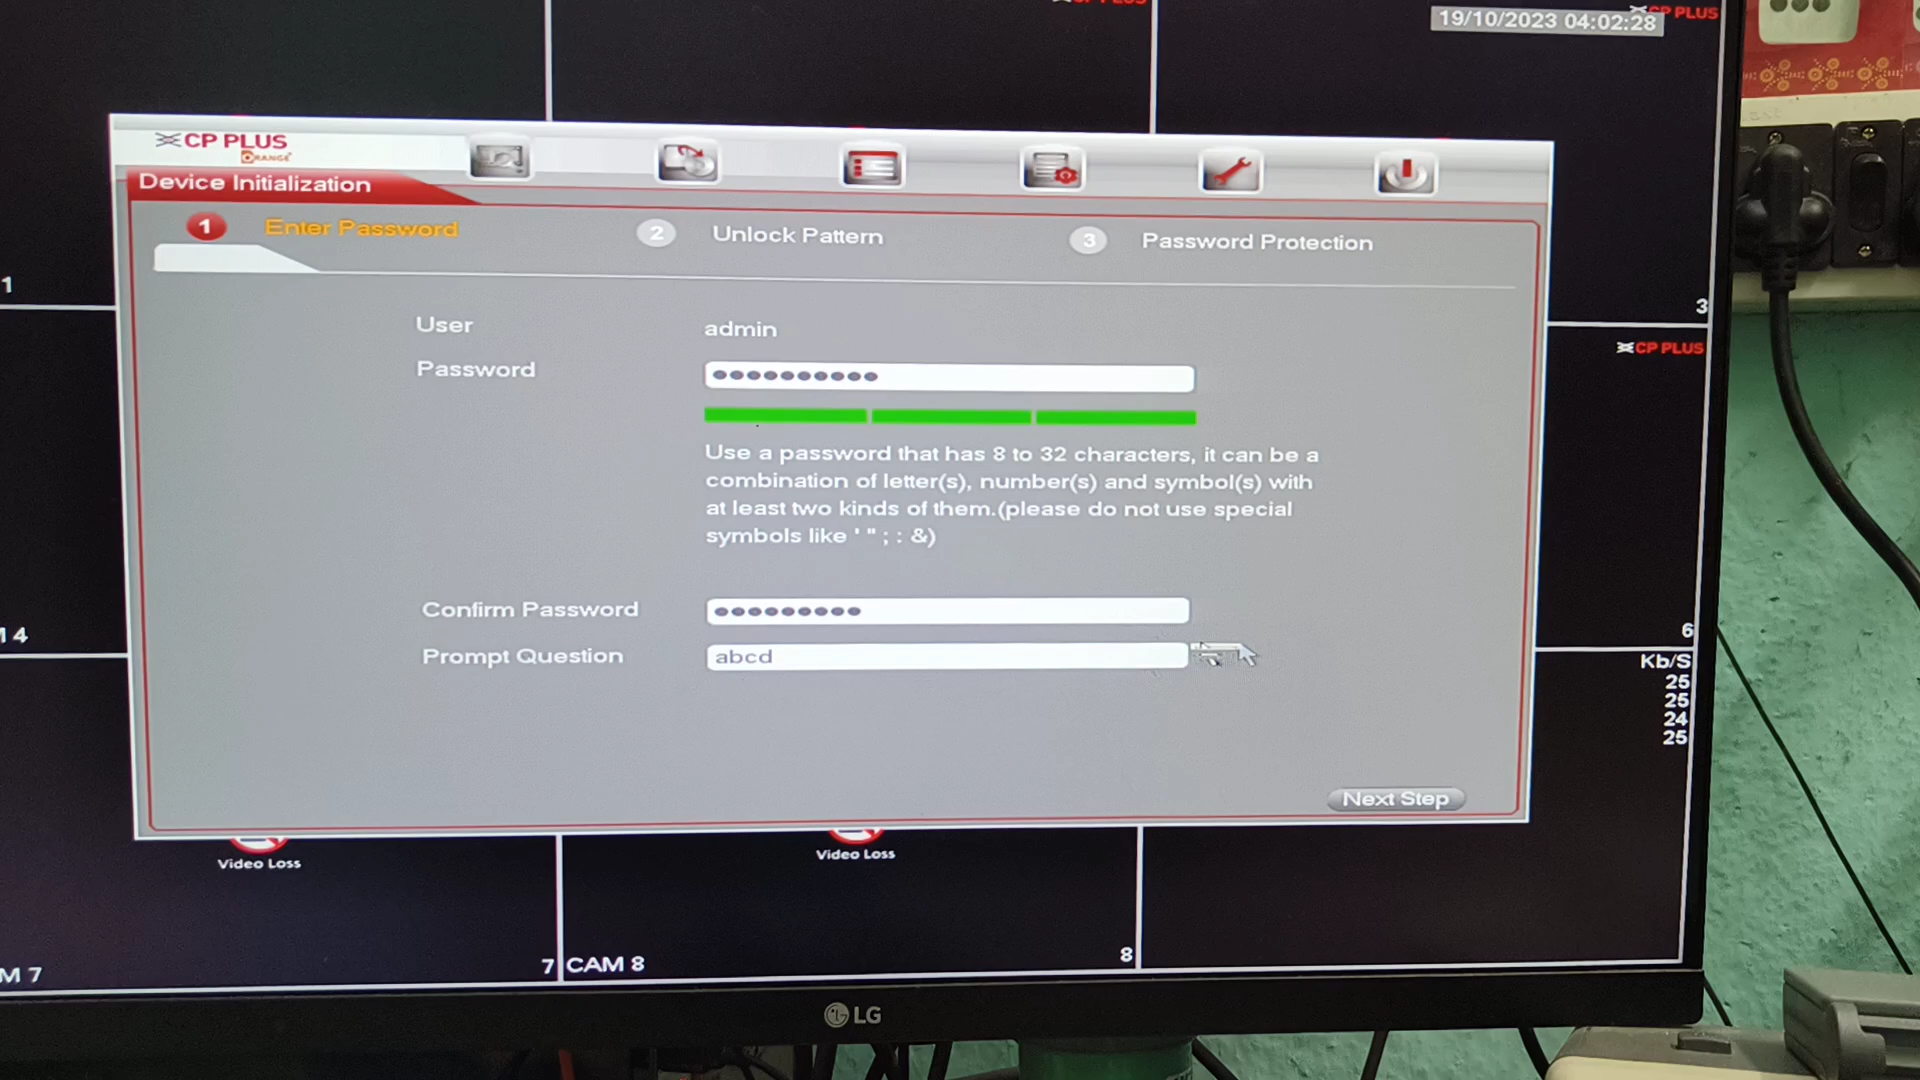 CP PLUS
CP PLUS
19/10/2023 04:02:28
CP PLUS
ORANGE
Device Initialization
1 Enter Password
2 Unlock Pattern
3 Password Protection
1
3
User admin
Password ●●●●●●●●●●
CP PLUS
Use a password that has 8 to 32 characters, it can be a
combination of letter(s), number(s) and symbol(s) with
at least two kinds of them.(please do not use special
symbols like ' " ; : &)
Confirm Password ●●●●●●●●●
Prompt Question abcd
M 4
6
Kb/S
25
25
24
25
Next Step
Video Loss
Video Loss
M 7
7
CAM 8
8
LG